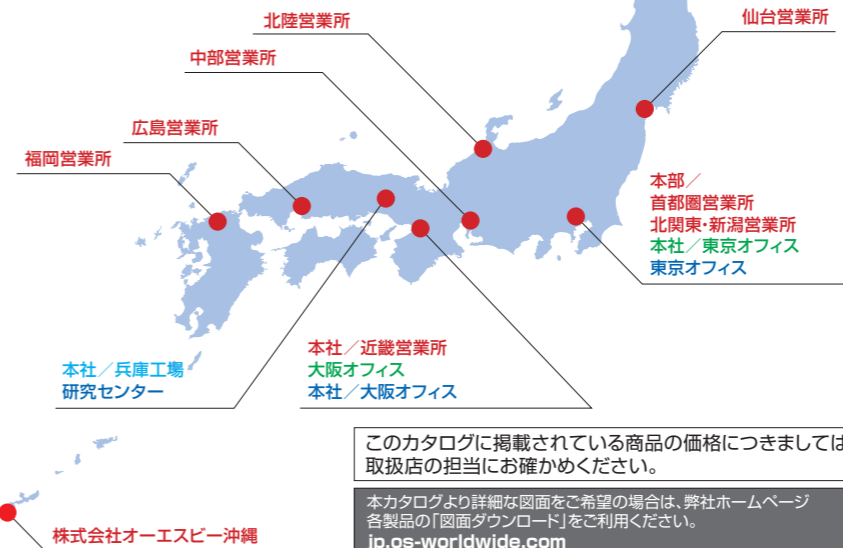 北陸営業所
仙台営業所
中部営業所
広島営業所
福岡営業所
本部／
首都圏営業所
北関東・新潟営業所
本社／東京オフィス
東京オフィス
本社／兵庫工場
研究センター
本社／近畿営業所
大阪オフィス
本社／大阪オフィス
このカタログに掲載されている商品の価格につきましては
取扱店の担当にお確かめください。
本カタログより詳細な図面をご希望の場合は、弊社ホームページ
各製品の「図面ダウンロード」をご利用ください。
jp.os-worldwide.com
株式会社オーエスビー沖縄